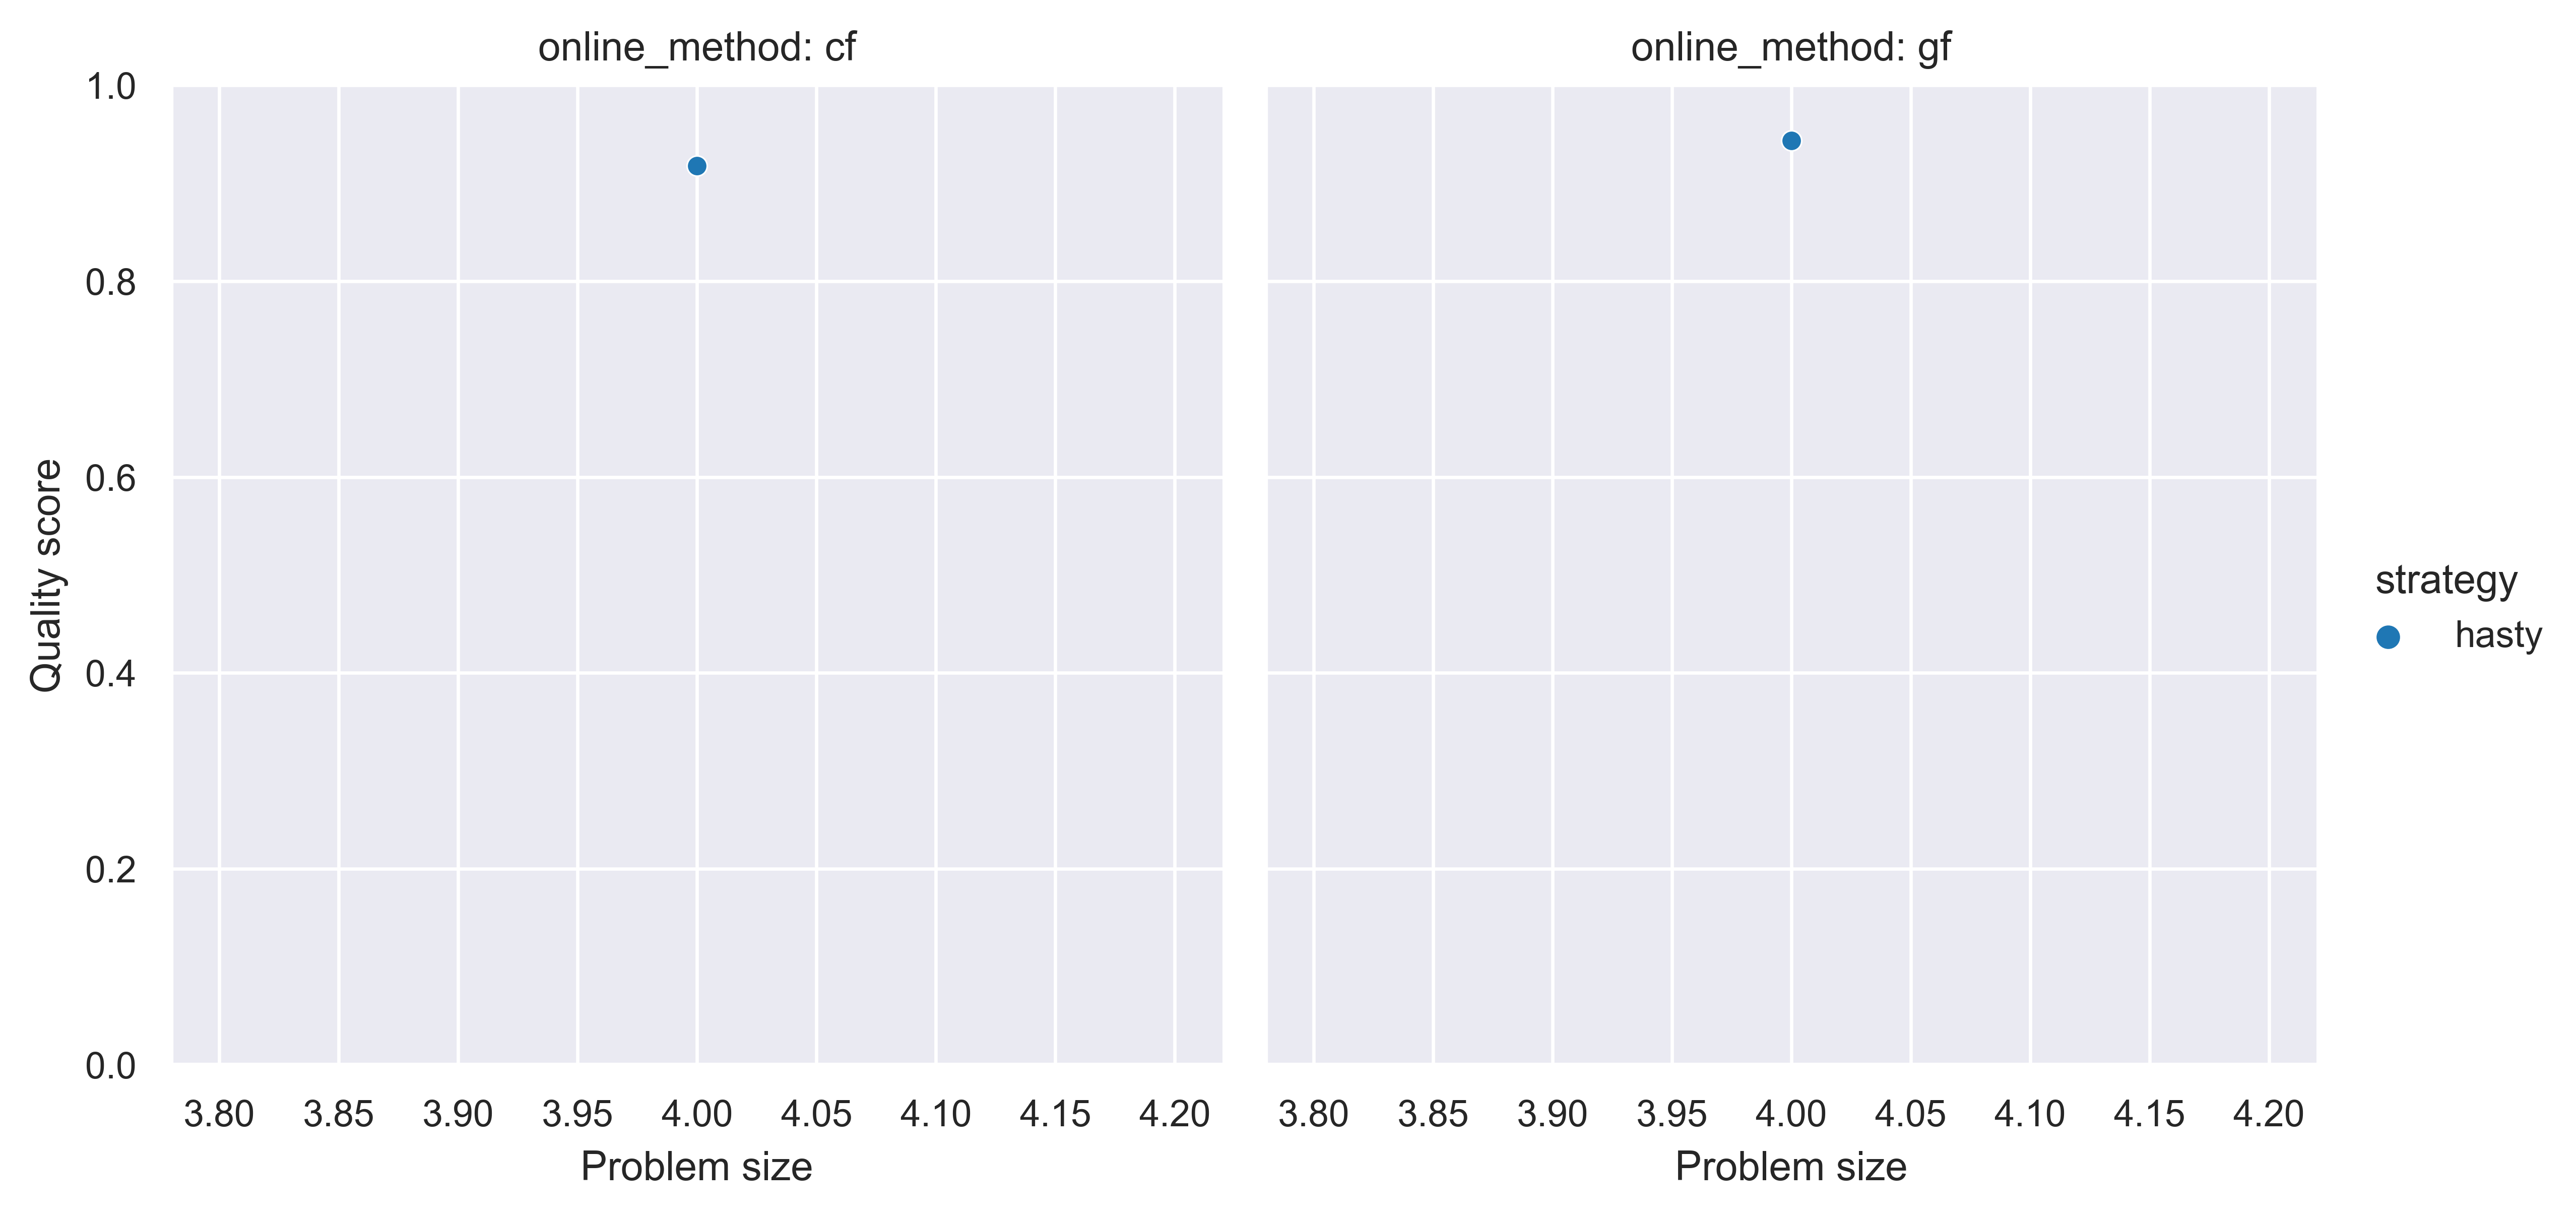 online_method: cf
online_method: gf
1.0
0.8
0.6
0.4
0.2
0.0
Quality score
3.80 3.85 3.90 3.95 4.00 4.05 4.10 4.15 4.20
3.80 3.85 3.90 3.95 4.00 4.05 4.10 4.15 4.20
Problem size
Problem size
strategy
hasty